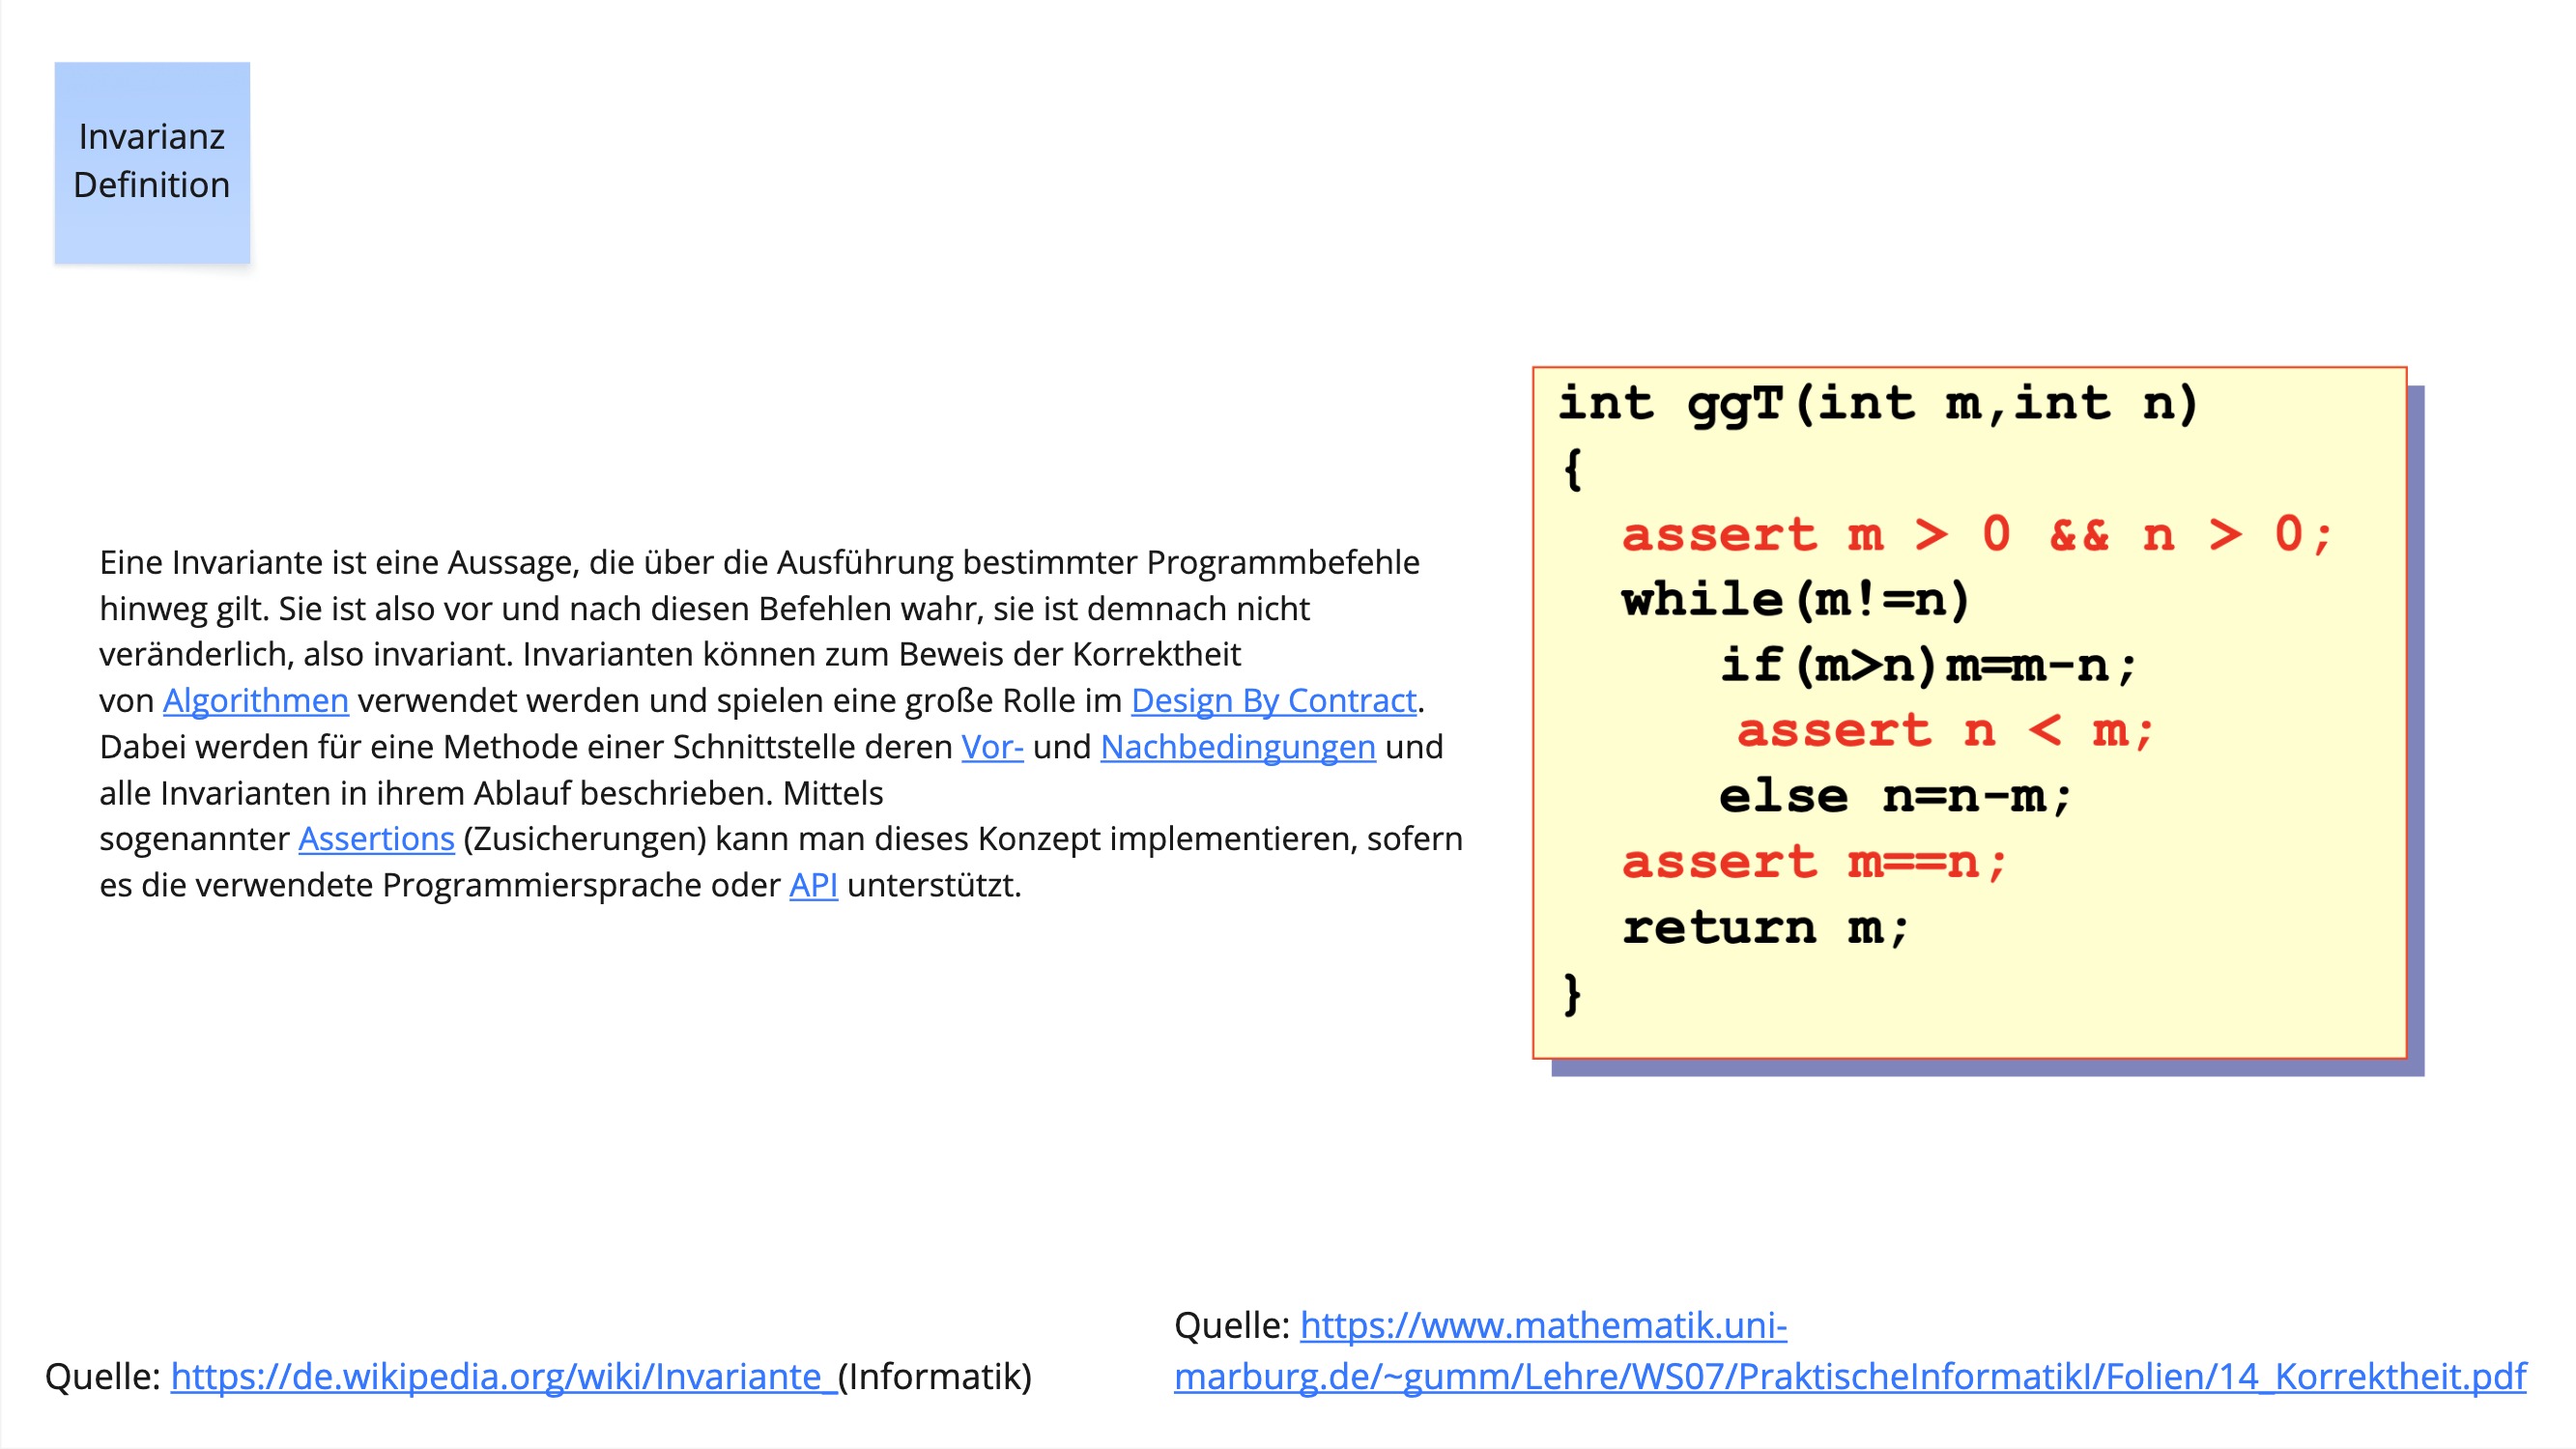 Invarianz
Definition
Eine Invariante ist eine Aussage, die über die Ausführung bestimmter Programmbefehle
hinweg gilt. Sie ist also vor und nach diesen Befehlen wahr, sie ist demnach nicht
veränderlich, also invariant. Invarianten können zum Beweis der Korrektheit
von Algorithmen verwendet werden und spielen eine große Rolle im Design By Contract.
Dabei werden für eine Methode einer Schnittstelle deren Vor- und Nachbedingungen und
alle Invarianten in ihrem Ablauf beschrieben. Mittels
sogenannter Assertions (Zusicherungen) kann man dieses Konzept implementieren, sofern
es die verwendete Programmiersprache oder API unterstützt.
int ggT(int m,int n)
{
assert m > 0 && n > 0;
while(m!=n)
if(m>n)m=m-n;
assert n < m;
else n=n-m;
assert m==n;
return m;
}
Quelle: https://de.wikipedia.org/wiki/Invariante_(Informatik)
Quelle: https://www.mathematik.uni-
marburg.de/~gumm/Lehre/WS07/PraktischeInformatikI/Folien/14_Korrektheit.pdf